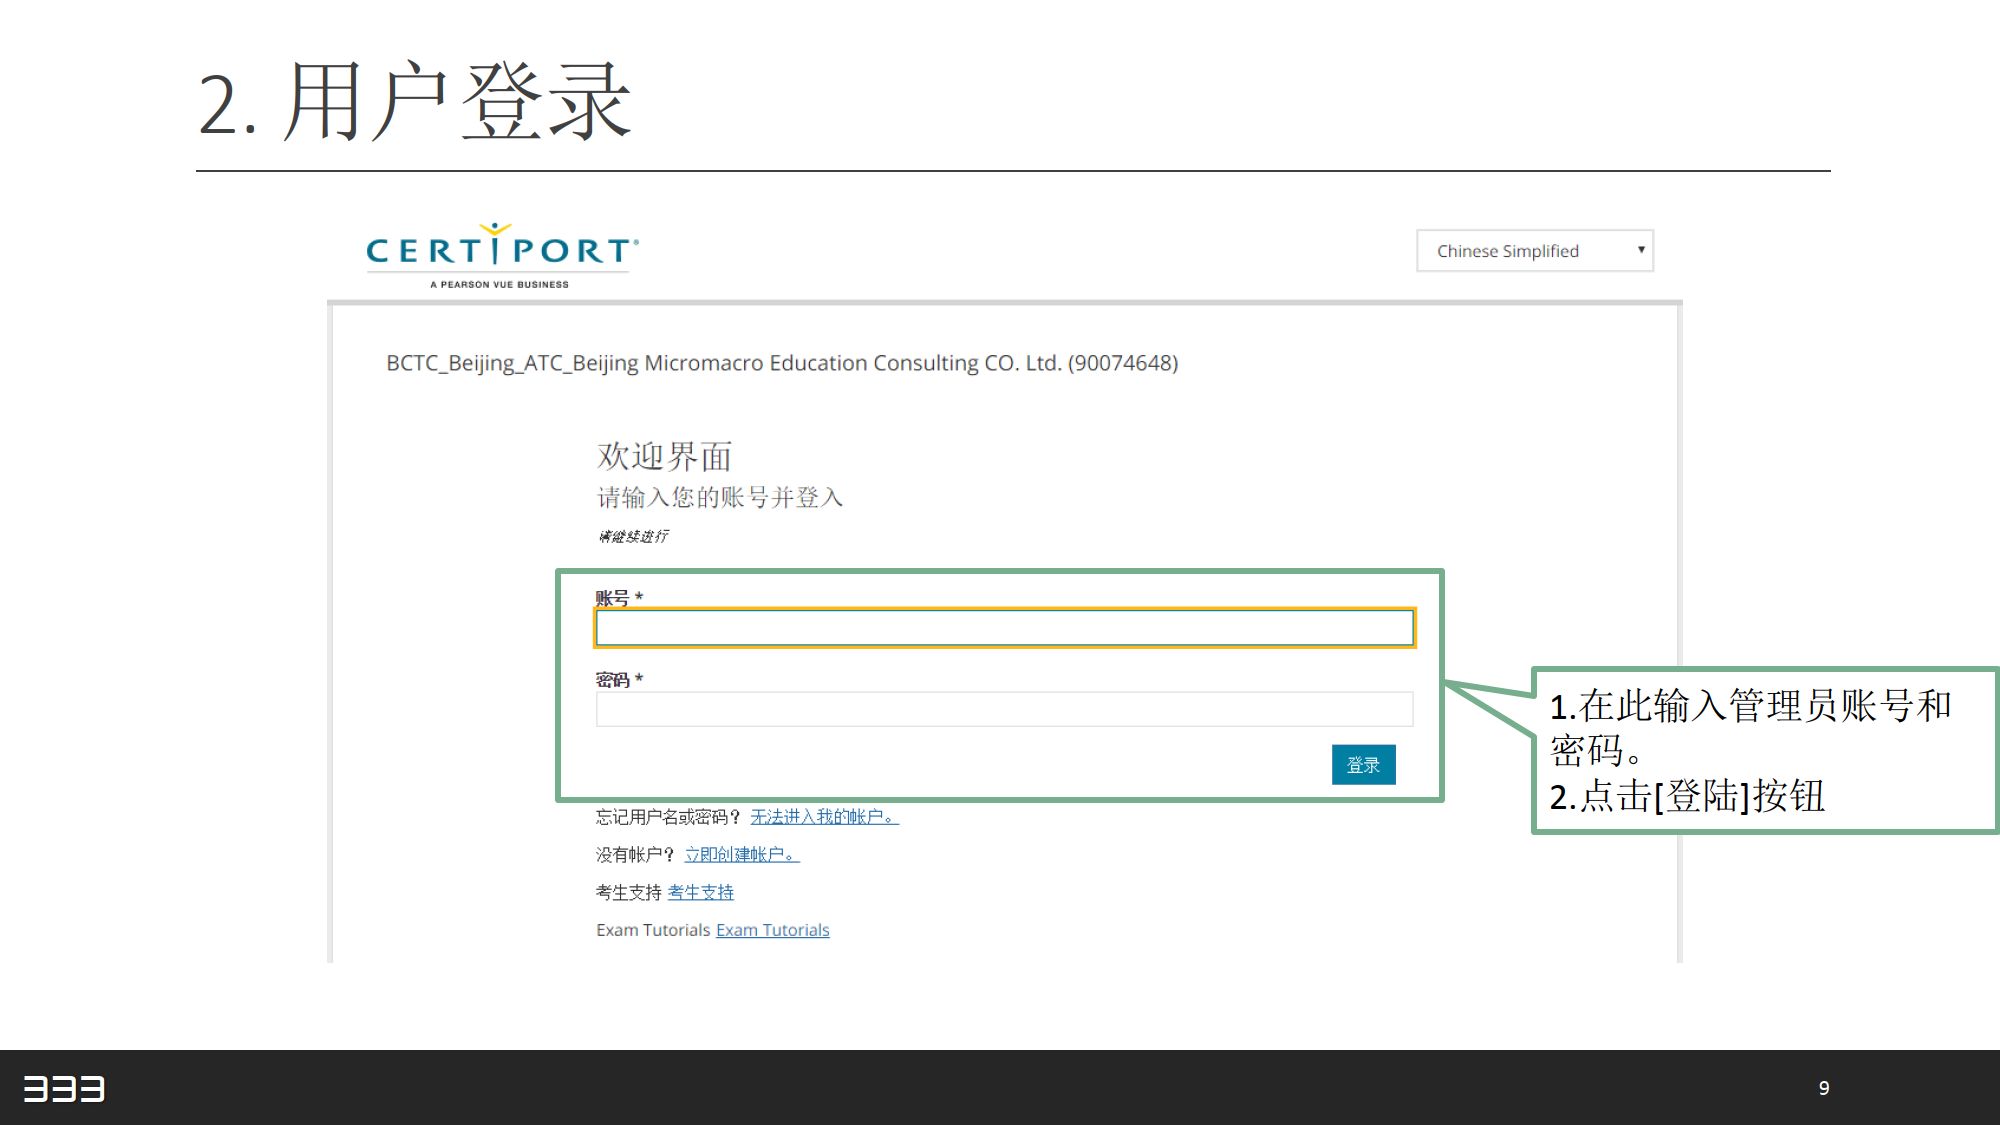 2. 用户登录
CERTIPORT®
A PEARSON VUE BUSINESS
Chinese Simplified
BCTC_Beijing_ATC_Beijing Micromacro Education Consulting CO. Ltd. (90074648)
欢迎界面
请输入您的账号并登入
请继续进行
账号 *
密码 *
登录
1.在此输入管理员账号和
密码。
2.点击[登陆]按钮
忘记用户名或密码? 无法进入我的帐户。
没有帐户? 立即创建帐户。
考生支持 考生支持
Exam Tutorials Exam Tutorials
333
9